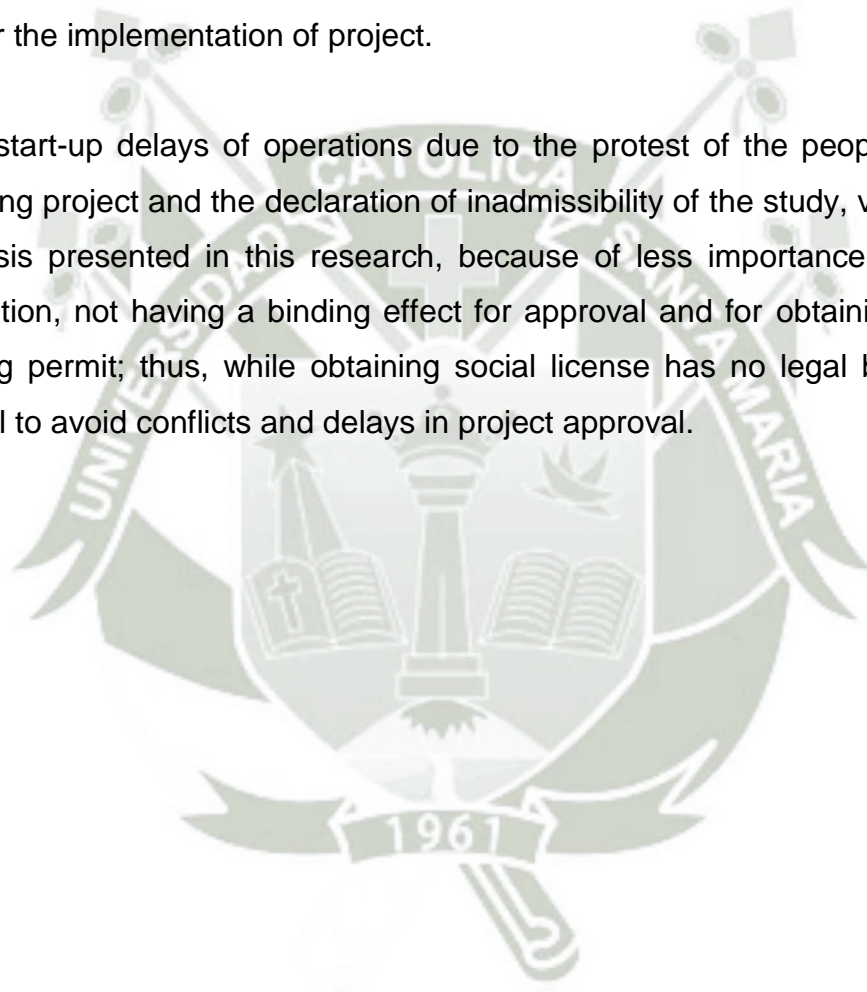 r the implementation of project.
start-up delays of operations due to the protest of the peop
ng project and the declaration of inadmissibility of the study, v
sis presented in this research, because of less importance
tion, not having a binding effect for approval and for obtaini
g permit; thus, while obtaining social license has no legal b
l to avoid conflicts and delays in project approval.
UNIVERSIDAD CATOLICA SANTA MARIA
1961